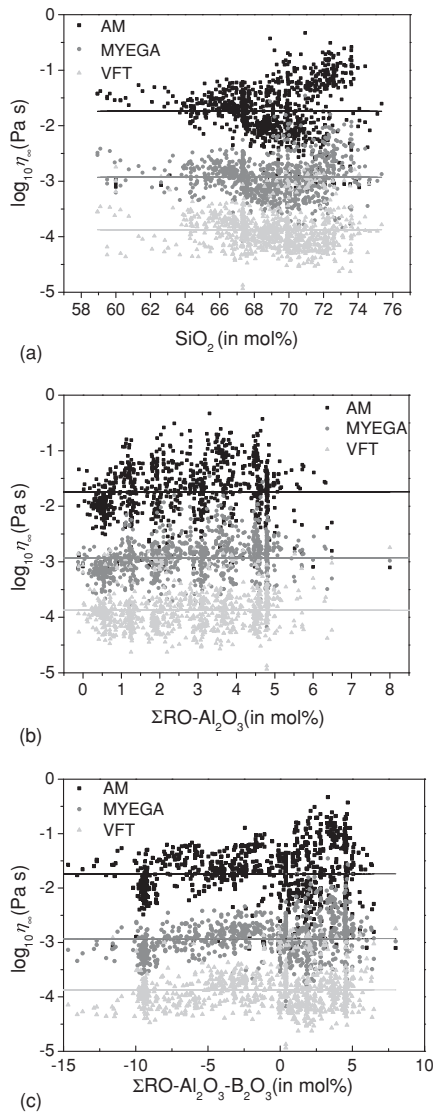 AM
MYEGA
VFT
0
-1
-2
-3
-4
-5
log₁₀ η∞ (Pa s)
58 60 62 64 66 68 70 72 74 76
SiO₂ (in mol%)
(a)
AM
MYEGA
VFT
0
-1
-2
-3
-4
-5
log₁₀ η∞ (Pa s)
0 1 2 3 4 5 6 7 8
ΣRO-Al₂O₃(in mol%)
(b)
AM
MYEGA
VFT
0
-1
-2
-3
-4
-5
log₁₀ η∞ (Pa s)
-15 -10 -5 0 5 10
ΣRO-Al₂O₃-B₂O₃(in mol%)
(c)